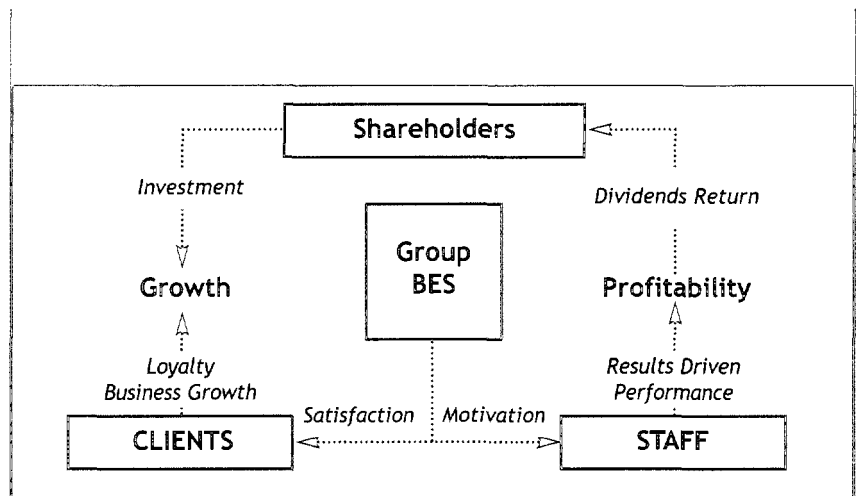 Shareholders
Investment
Dividends Return
Group
BES
Growth
Profitability
Loyalty
Business Growth
Results Driven
Performance
Satisfaction
Motivation
CLIENTS
STAFF